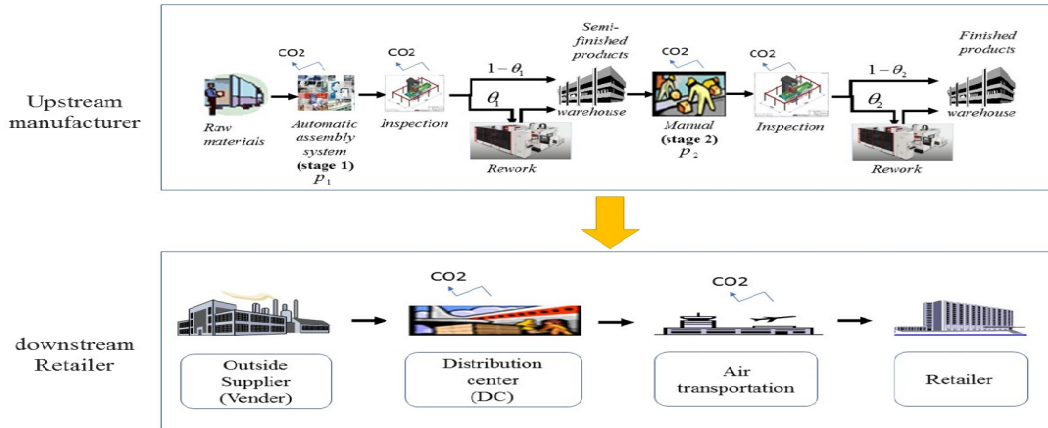 Upstream
manufacturer
CO2
CO2
Semi-
finished
products
CO2
CO2
Finished
products
1-θ₁
θ₁
1-θ₂
θ₂
Raw
materials
Automatic
assembly
system
(stage 1)
p₁
inspection
Rework
warehouse
Manual
(stage 2)
p₂
Inspection
Rework
warehouse
downstream
Retailer
CO2
CO2
Outside
Supplier
(Vender)
Distribution
center
(DC)
Air
transportation
Retailer